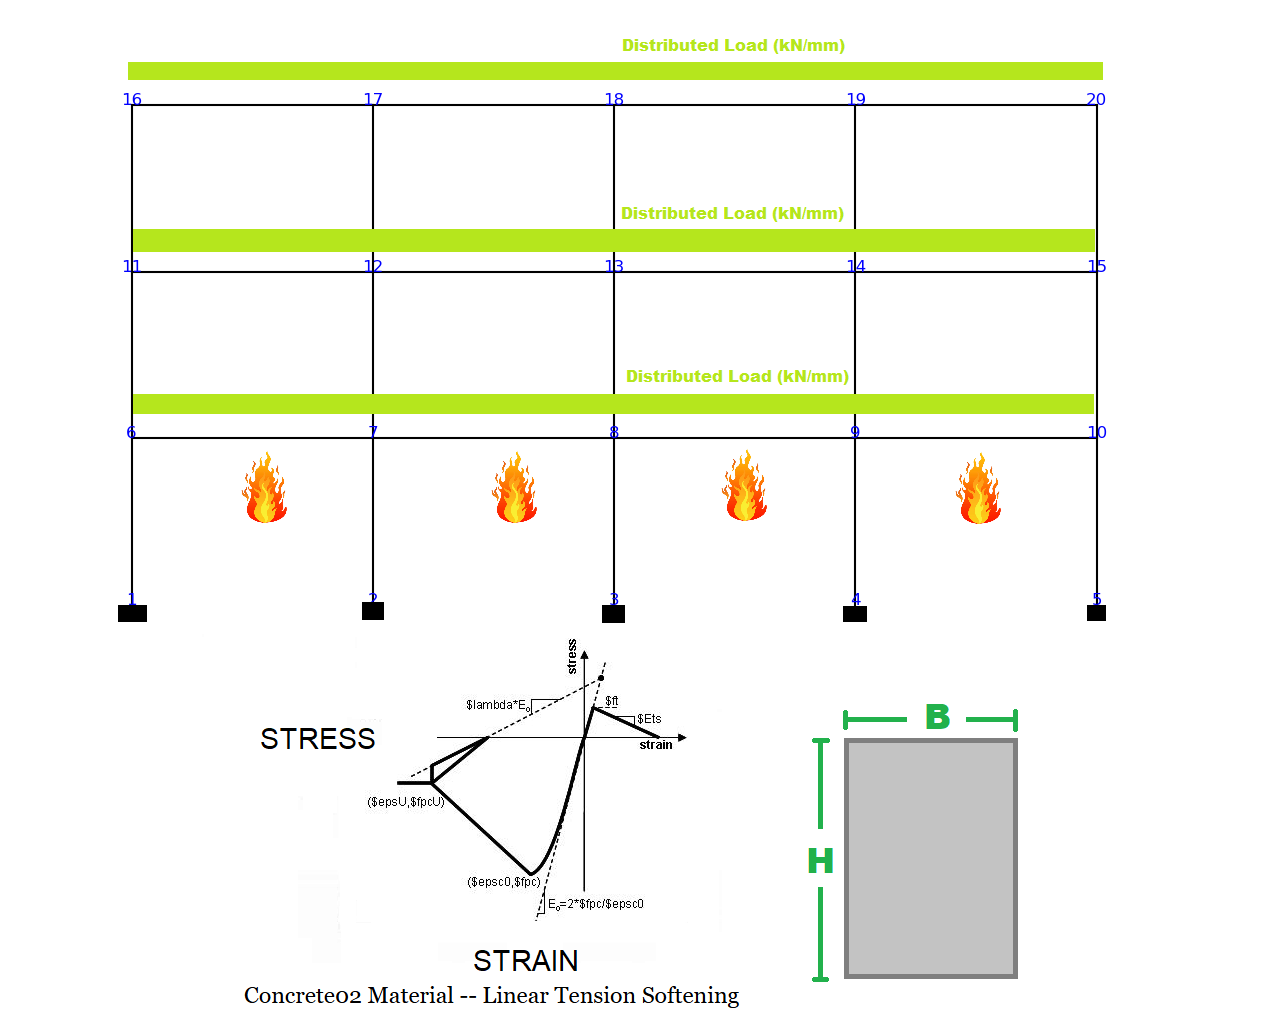 Distributed Load (kN/mm)
16 17 18 19 20
Distributed Load (kN/mm)
11 12 13 14 15
Distributed Load (kN/mm)
6 7 8 9 10
1 2 3 4 5
stress
$lambda*E₀
$ft
$Ets
strain
STRESS
($epsU,$fpcU)
($epsc0,$fpc)
E₀=2*$fpc/$epsc0
B
H
STRAIN
Concrete02 Material -- Linear Tension Softening